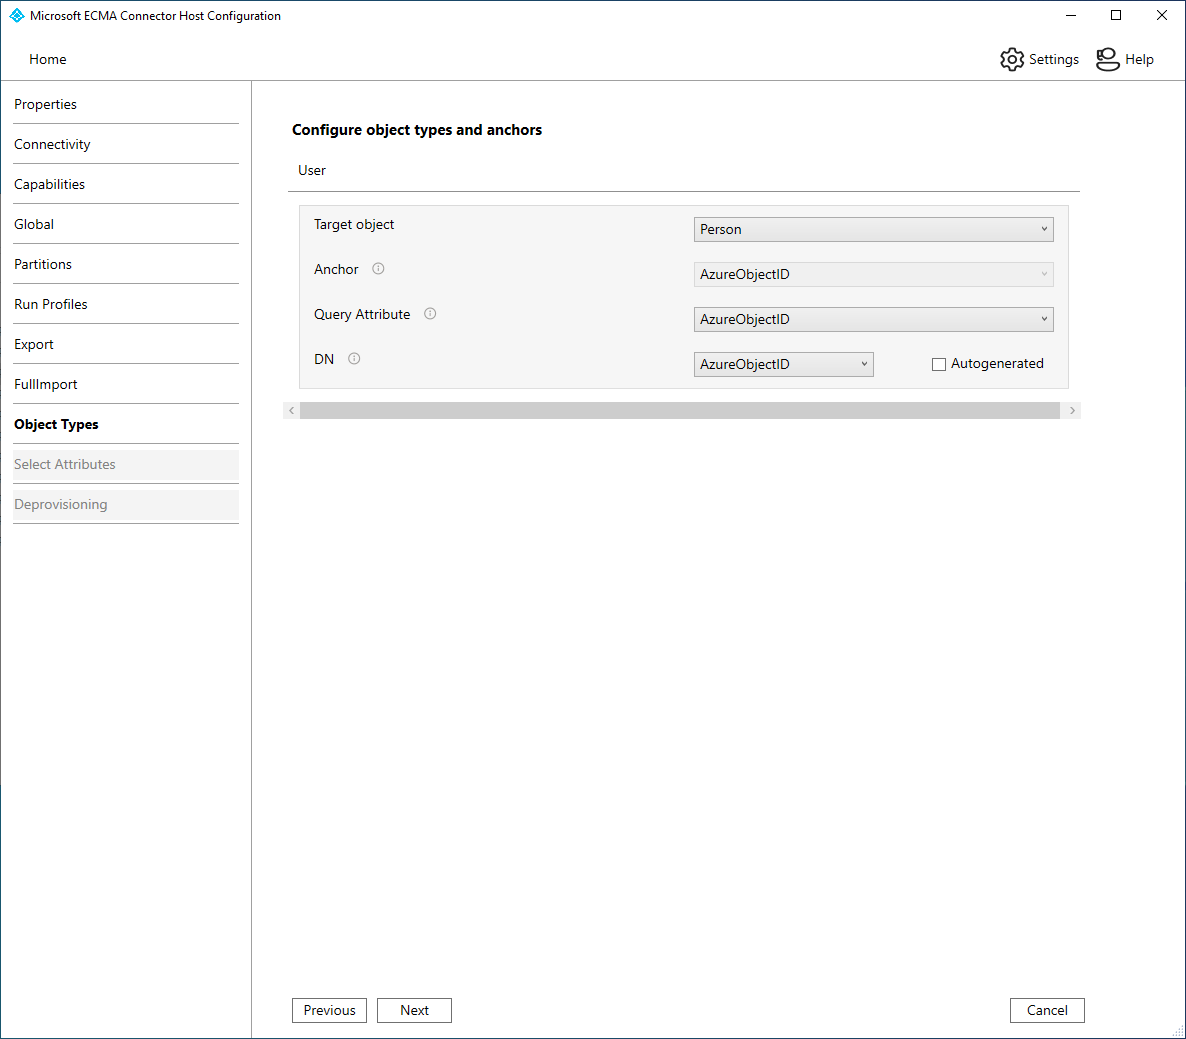 Microsoft ECMA Connector Host Configuration
Home
Settings
Help
Properties
Connectivity
Capabilities
Global
Partitions
Run Profiles
Export
FullImport
Object Types
Select Attributes
Deprovisioning
Configure object types and anchors
User
Target object
Person
Anchor
AzureObjectID
Query Attribute
AzureObjectID
DN
AzureObjectID
Autogenerated
Previous
Next
Cancel